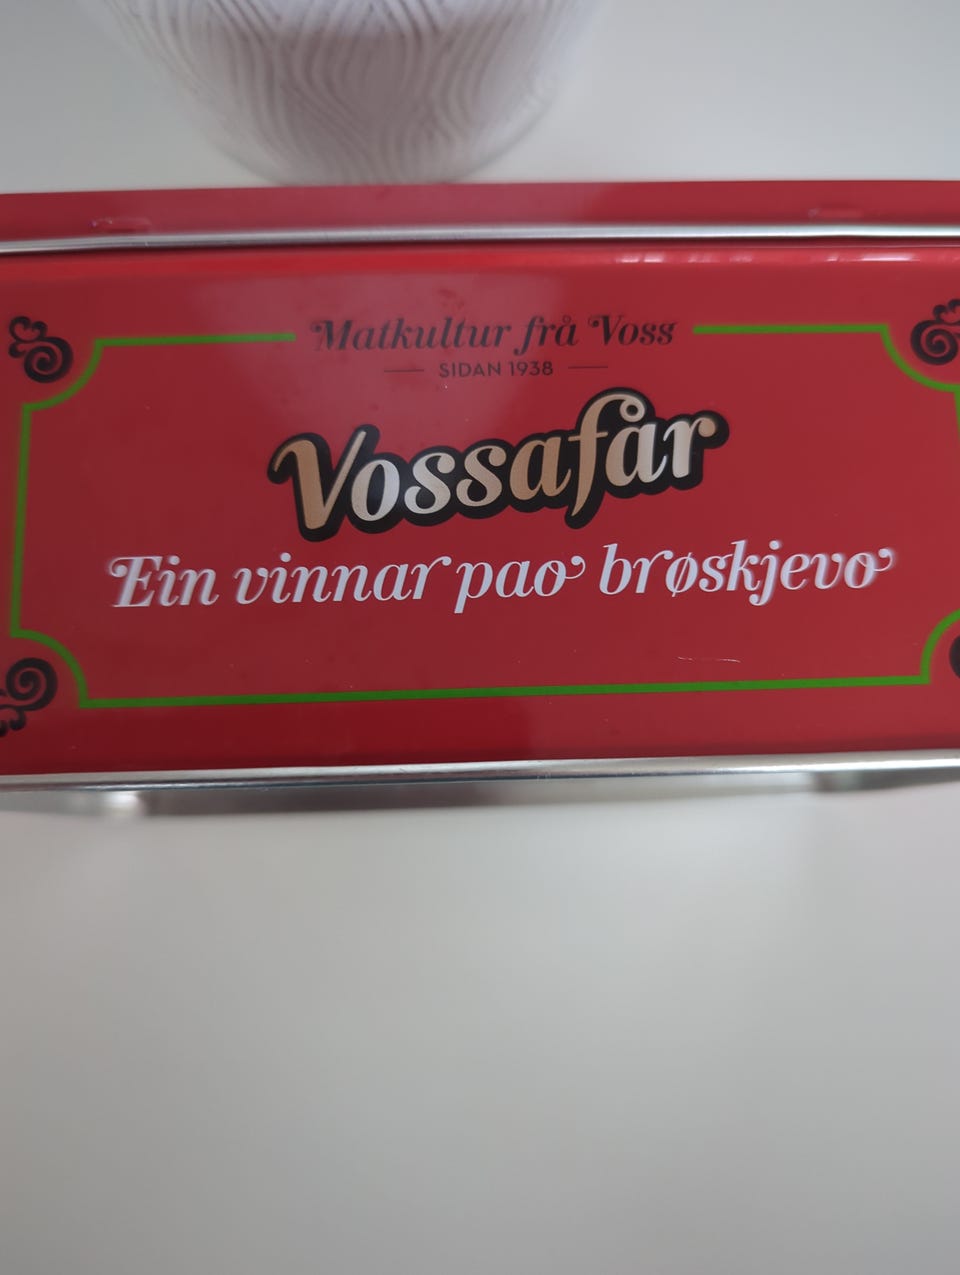 Matkultur frå Voss
SIDAN 1938
Vossafår
Ein vinnar pao brøskjevo